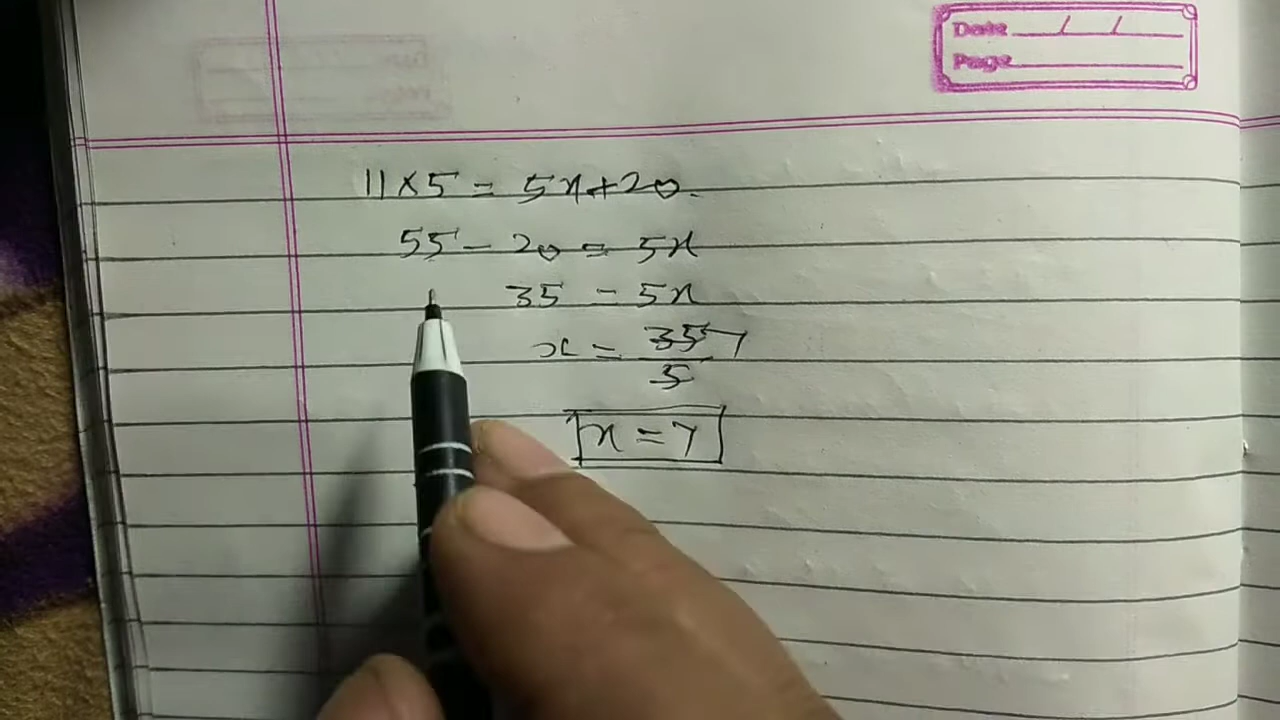 Date / /
Page
11×5 = 5x+20
55 - 20 = 5x
35 = 5x
x = 35/5 7
x = 7